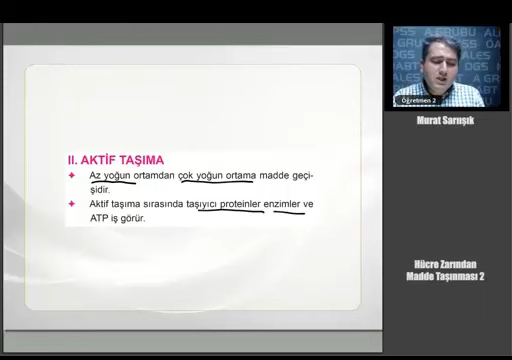 II. AKTİF TAŞIMA
Az yoğun ortamdan çok yoğun ortama madde geçi-
şidir.
Aktif taşıma sırasında taşıyıcı proteinler enzimler ve
ATP iş görür.
Öğretmen 2
Murat Sarıışık
Hücre Zarından
Madde Taşınması 2